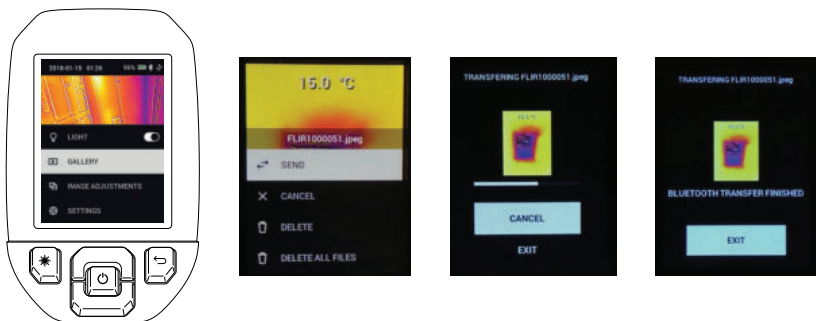 2018-01-15 01:26
LIGHT
GALLERY
IMAGE ADJUSTMENTS
SETTINGS
15.0 °C
FLIR1000051.jpeg
SEND
CANCEL
DELETE
DELETE ALL FILES
TRANSFERING FLIR1000051.jpeg
CANCEL
EXIT
TRANSFERING FLIR1000051.jpeg
BLUETOOTH TRANSFER FINISHED
EXIT